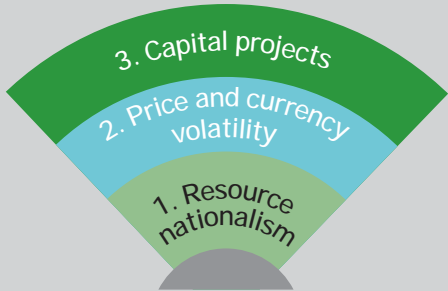 3. Capital projects
2. Price and currency
volatility
1. Resource
nationalism